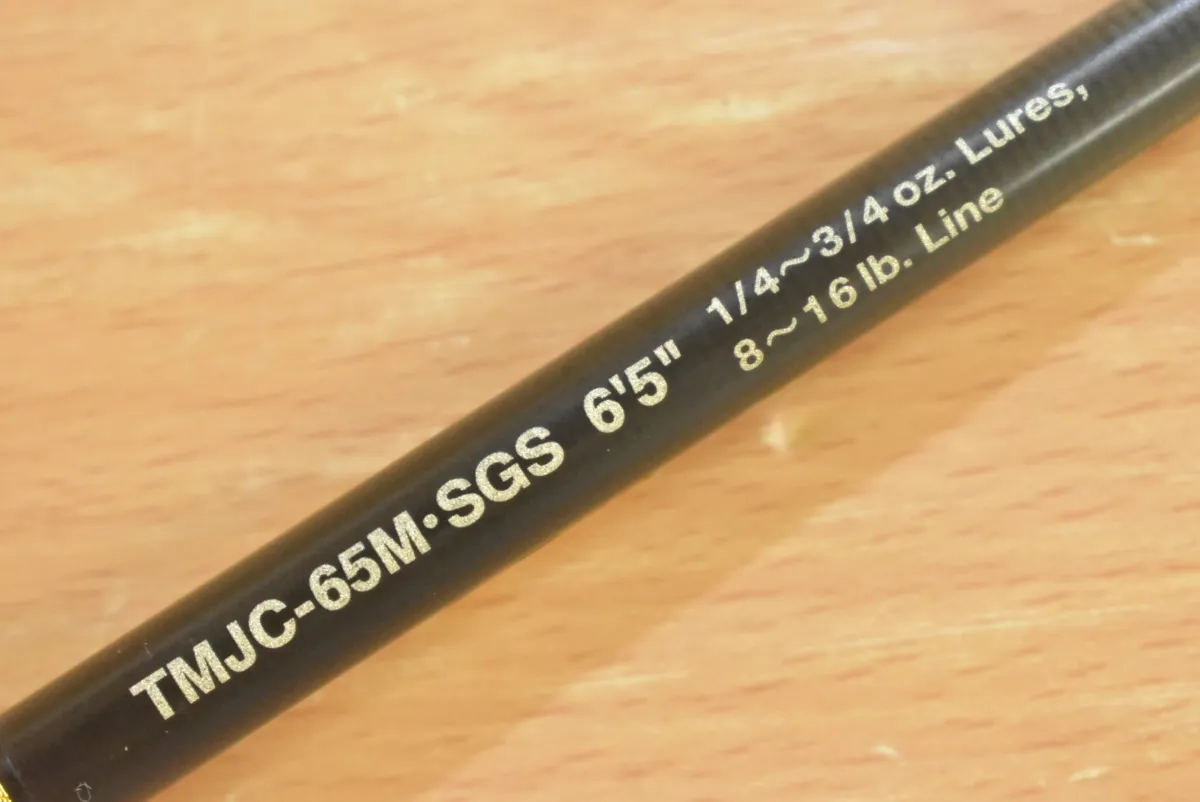 TMJC-65M·SGS 6'5"
1/4～3/4 oz. Lures,
8～16 lb. Line